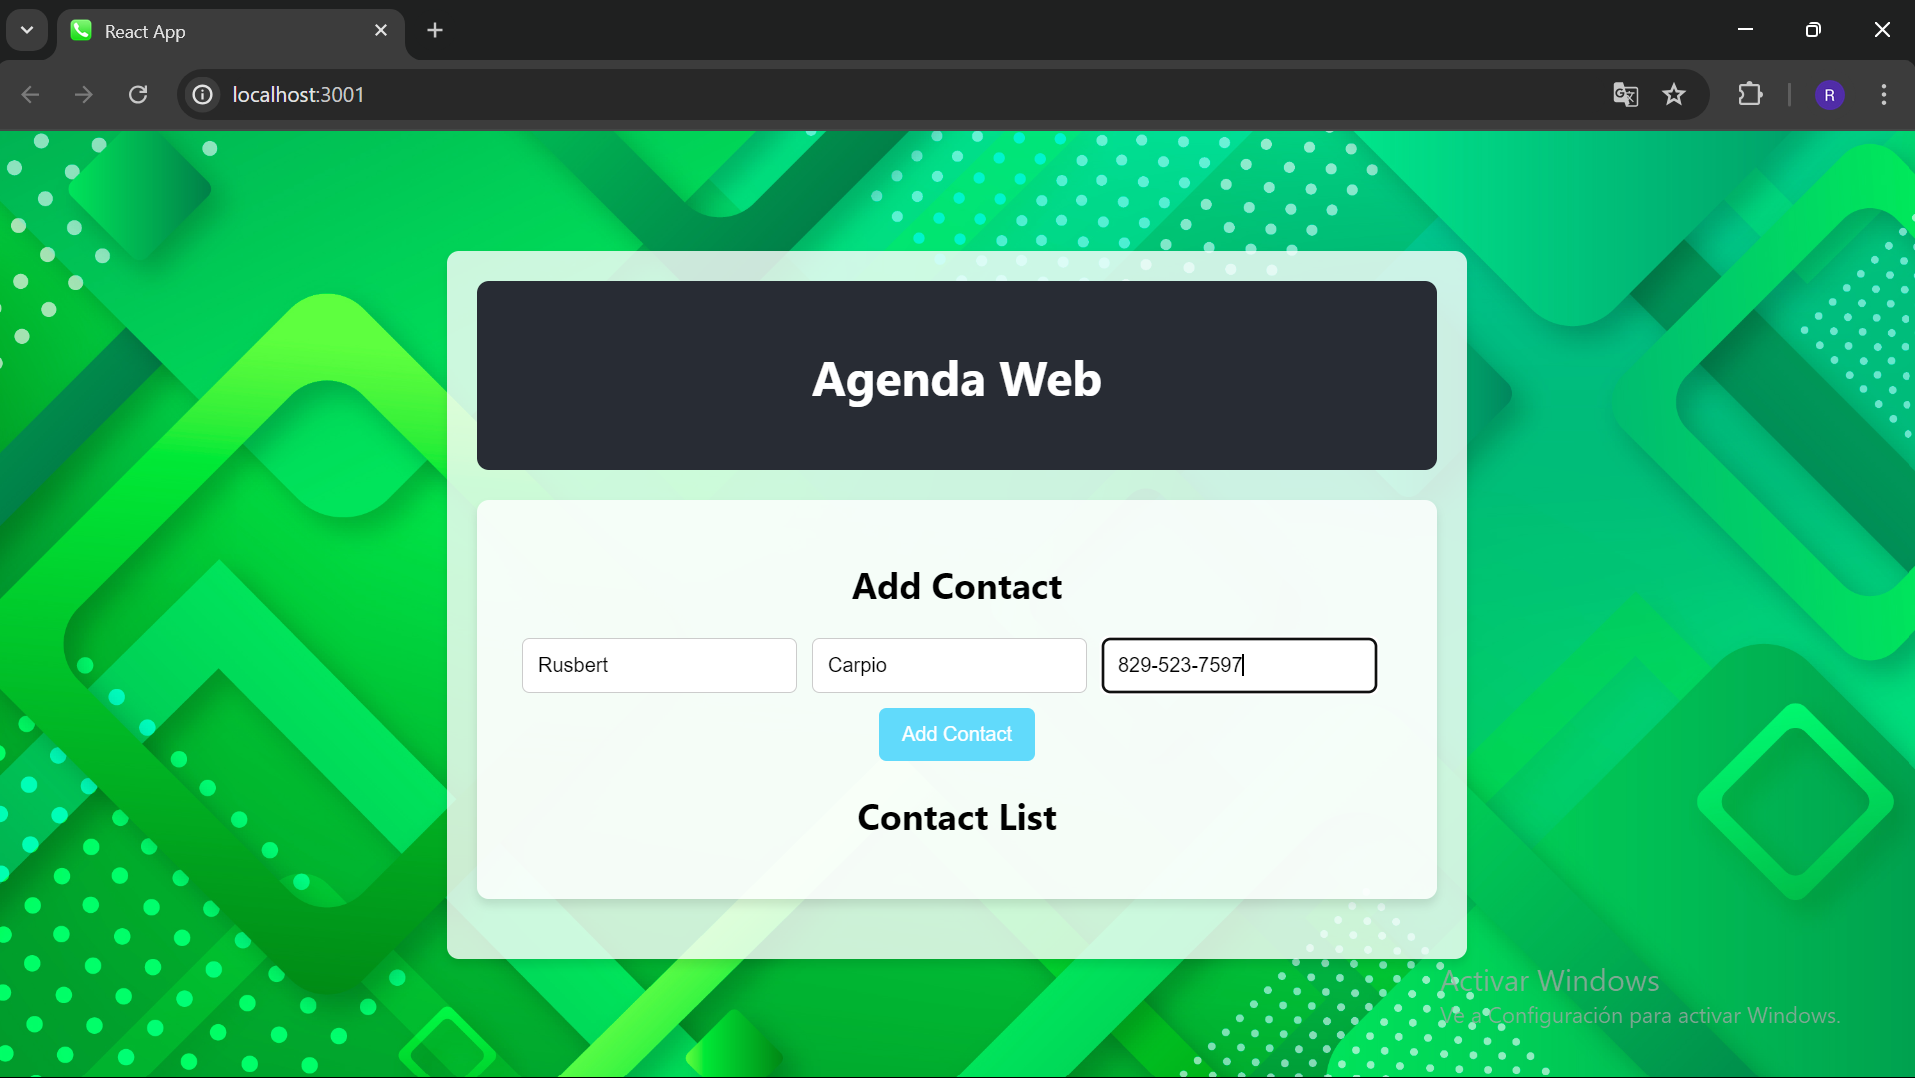 React App
localhost:3001
R
Agenda Web
Add Contact
Rusbert
Carpio
829-523-7597
Add Contact
Contact List
Activar Windows
Ve a Configuración para activar Windows.